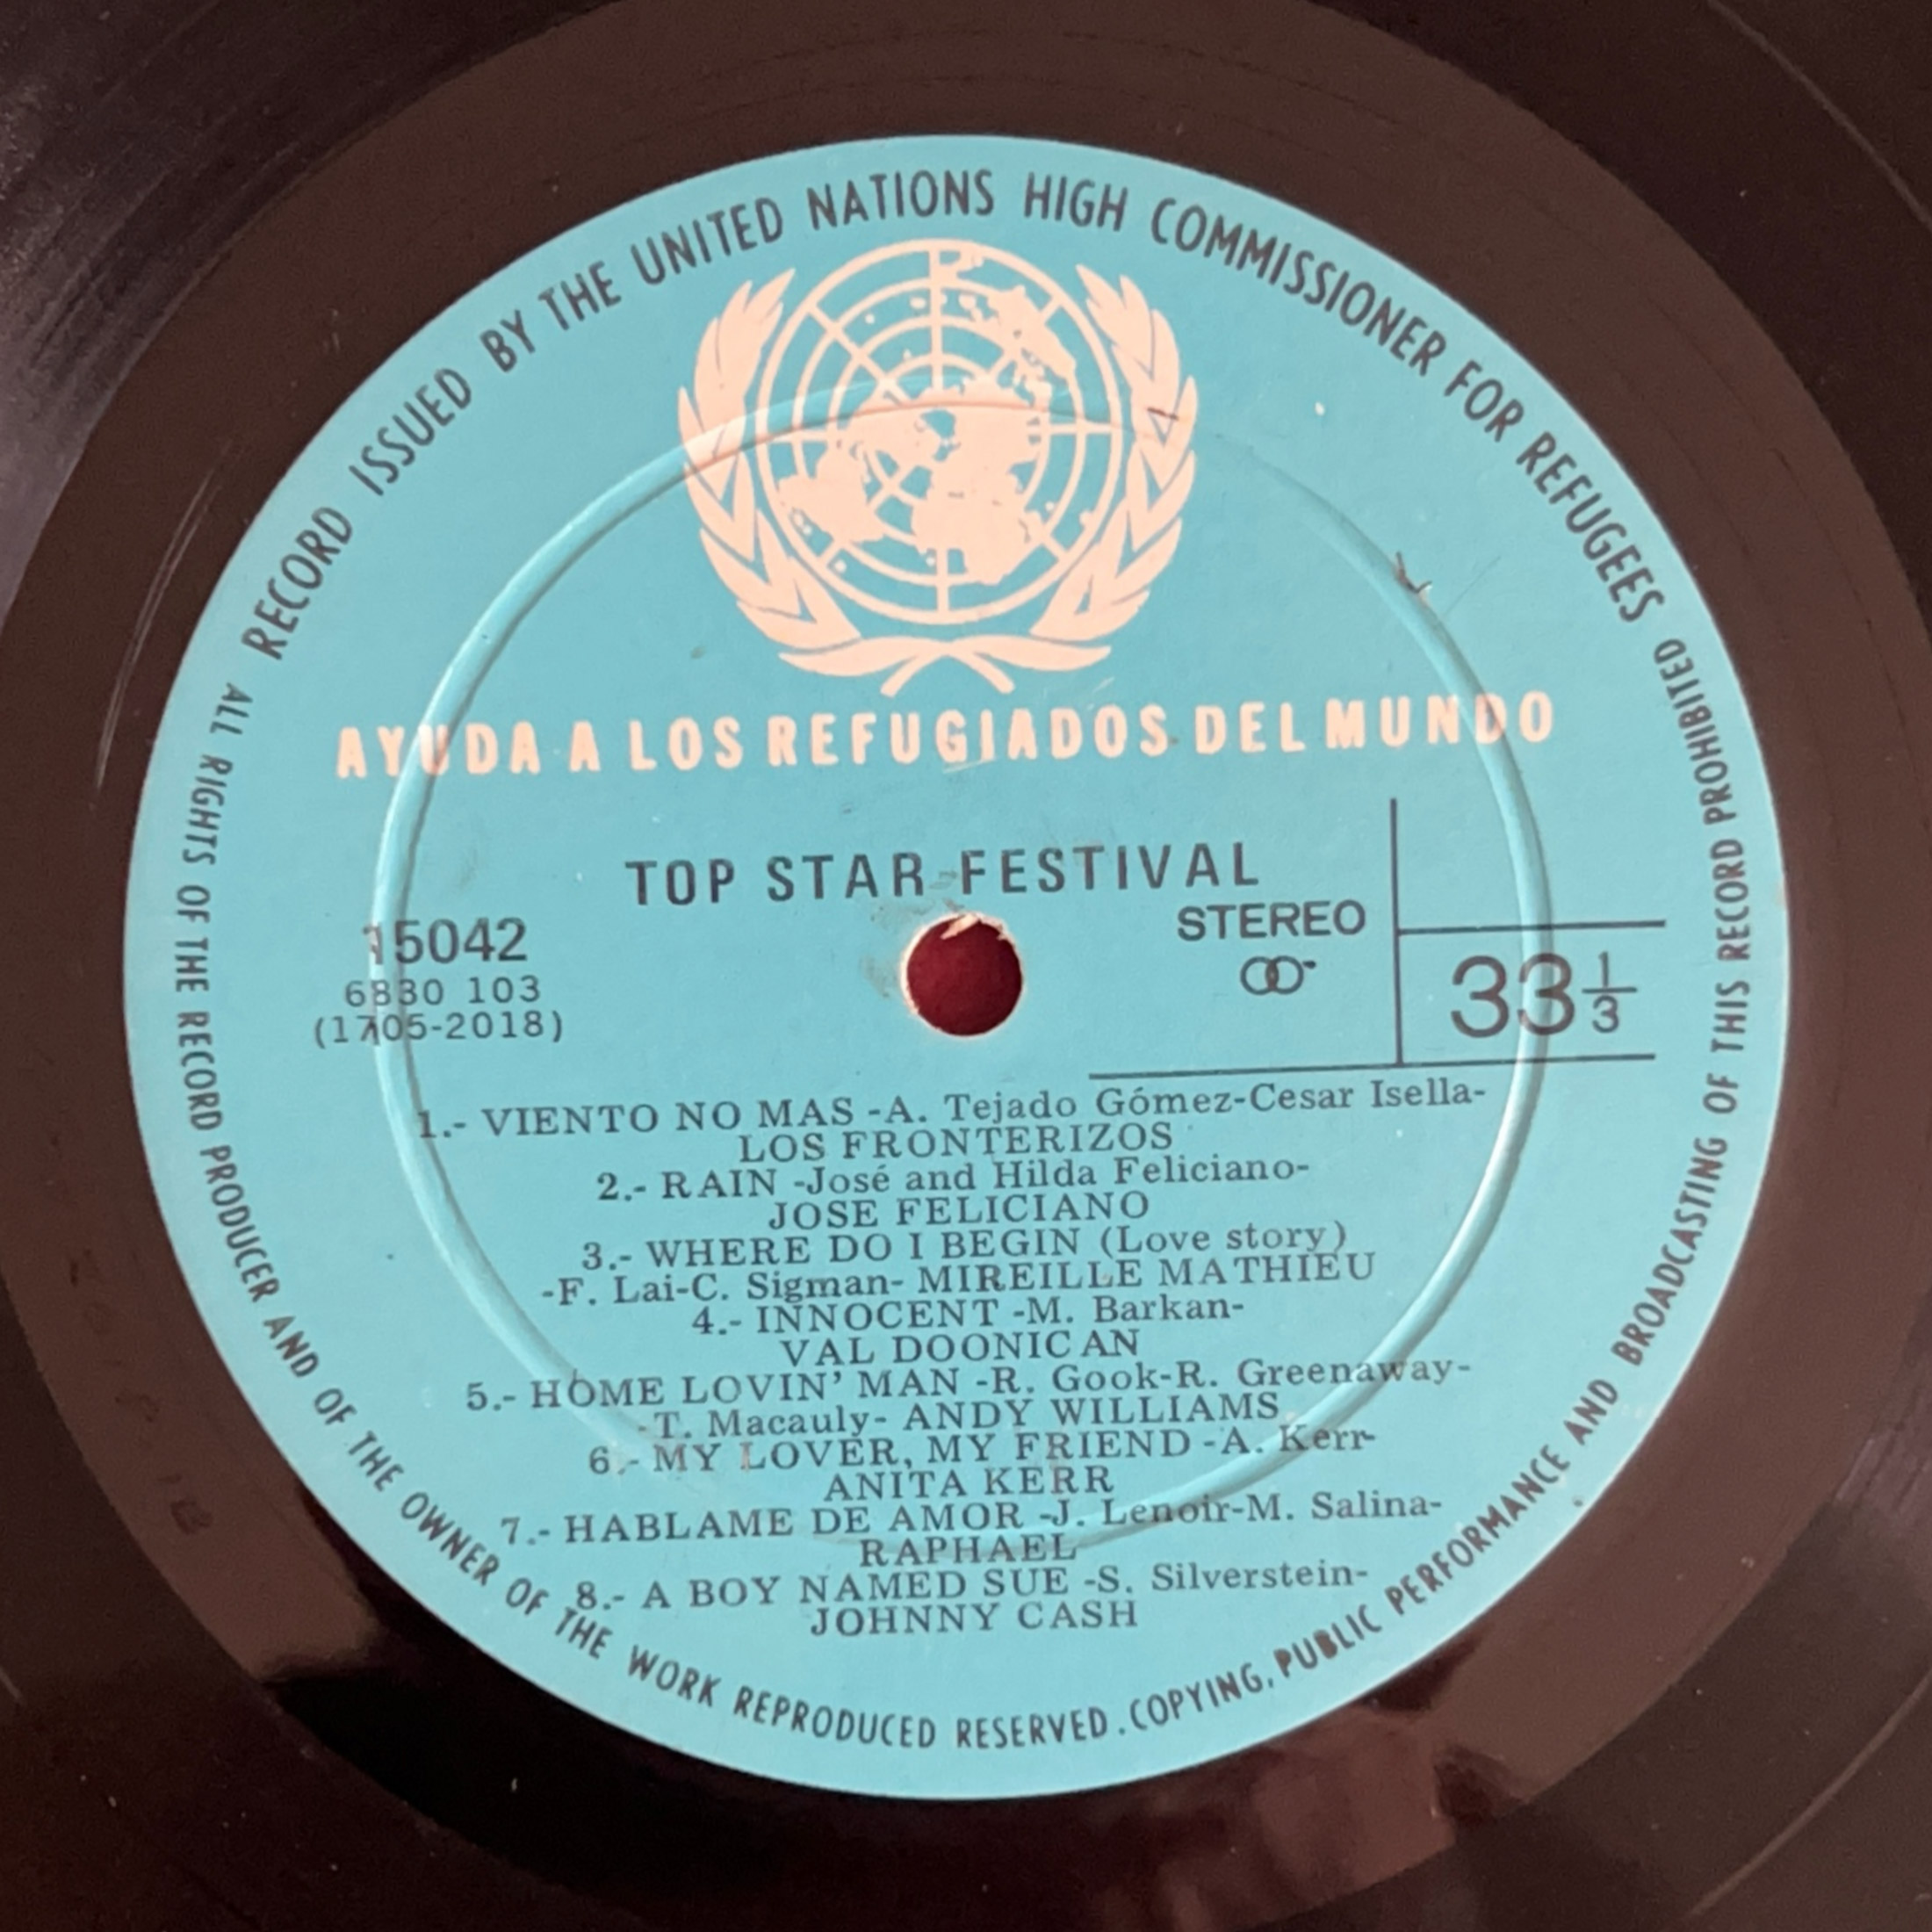 RECORD ISSUED BY THE UNITED NATIONS HIGH COMMISSIONER FOR REFUGEES
AYUDA A LOS REFUGIADOS DEL MUNDO
TOP STAR FESTIVAL
15042
6830 103
(1705-2018)
STEREO
33 1/3
1.- VIENTO NO MAS -A. Tejado Gómez-Cesar Isella-
LOS FRONTERIZOS
2.- RAIN -José and Hilda Feliciano-
JOSE FELICIANO
3.- WHERE DO I BEGIN (Love story)
-F. Lai-C. Sigman- MIREILLE MATHIEU
4.- INNOCENT -M. Barkan-
VAL DOONICAN
5.- HOME LOVIN' MAN -R. Gook-R. Greenaway-
-T. Macauly- ANDY WILLIAMS
6.- MY LOVER, MY FRIEND -A. Kerr-
ANITA KERR
7.- HABLAME DE AMOR -J. Lenoir-M. Salina-
RAPHAEL
8.- A BOY NAMED SUE -S. Silverstein-
JOHNNY CASH
ALL RIGHTS OF THE RECORD PRODUCER AND OF THE OWNER OF THE WORK REPRODUCED RESERVED. COPYING, PUBLIC PERFORMANCE AND BROADCASTING OF THIS RECORD PROHIBITED